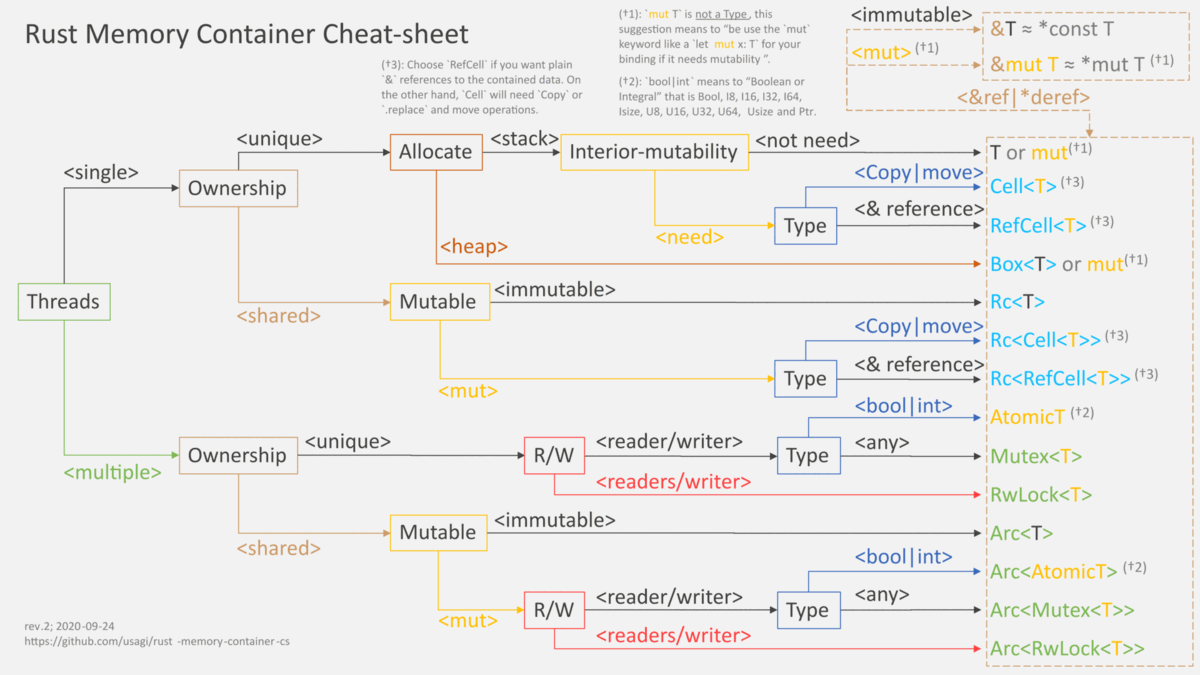 Rust Memory Container Cheat-sheet
(†3): Choose `RefCell` if you want plain
`&` references to the contained data. On
the other hand, `Cell` will need `Copy` or
`.replace` and move operations.
(†1): `mut T` is not a Type , this
suggestion means to "be use the `mut`
keyword like a `let mut x: T` for your
binding if it needs mutability ".
(†2): `bool|int` means to "Boolean or
Integral" that is Bool, I8, I16, I32, I64,
Isize, U8, U16, U32, U64, Usize and Ptr.
<immutable>
<mut> (†1)
&T ≈ *const T
&mut T ≈ *mut T (†1)
<&ref|*deref>
Threads
<single>
<multiple>
Ownership
<unique>
<shared>
Allocate
<stack>
<heap>
Interior-mutability
<not need>
<need>
Type
<Copy|move>
<& reference>
T or mut(†1)
Cell<T> (†3)
RefCell<T> (†3)
Box<T> or mut(†1)
Mutable
<immutable>
<mut>
Rc<T>
Type
<Copy|move>
<& reference>
Rc<Cell<T>> (†3)
Rc<RefCell<T>> (†3)
Ownership
<unique>
<shared>
R/W
<reader/writer>
<readers/writer>
Type
<bool|int>
<any>
AtomicT (†2)
Mutex<T>
RwLock<T>
Mutable
<immutable>
<mut>
Arc<T>
R/W
<reader/writer>
<readers/writer>
Type
<bool|int>
<any>
Arc<AtomicT> (†2)
Arc<Mutex<T>>
Arc<RwLock<T>>
rev.2; 2020-09-24
https://github.com/usagi/rust -memory-container-cs